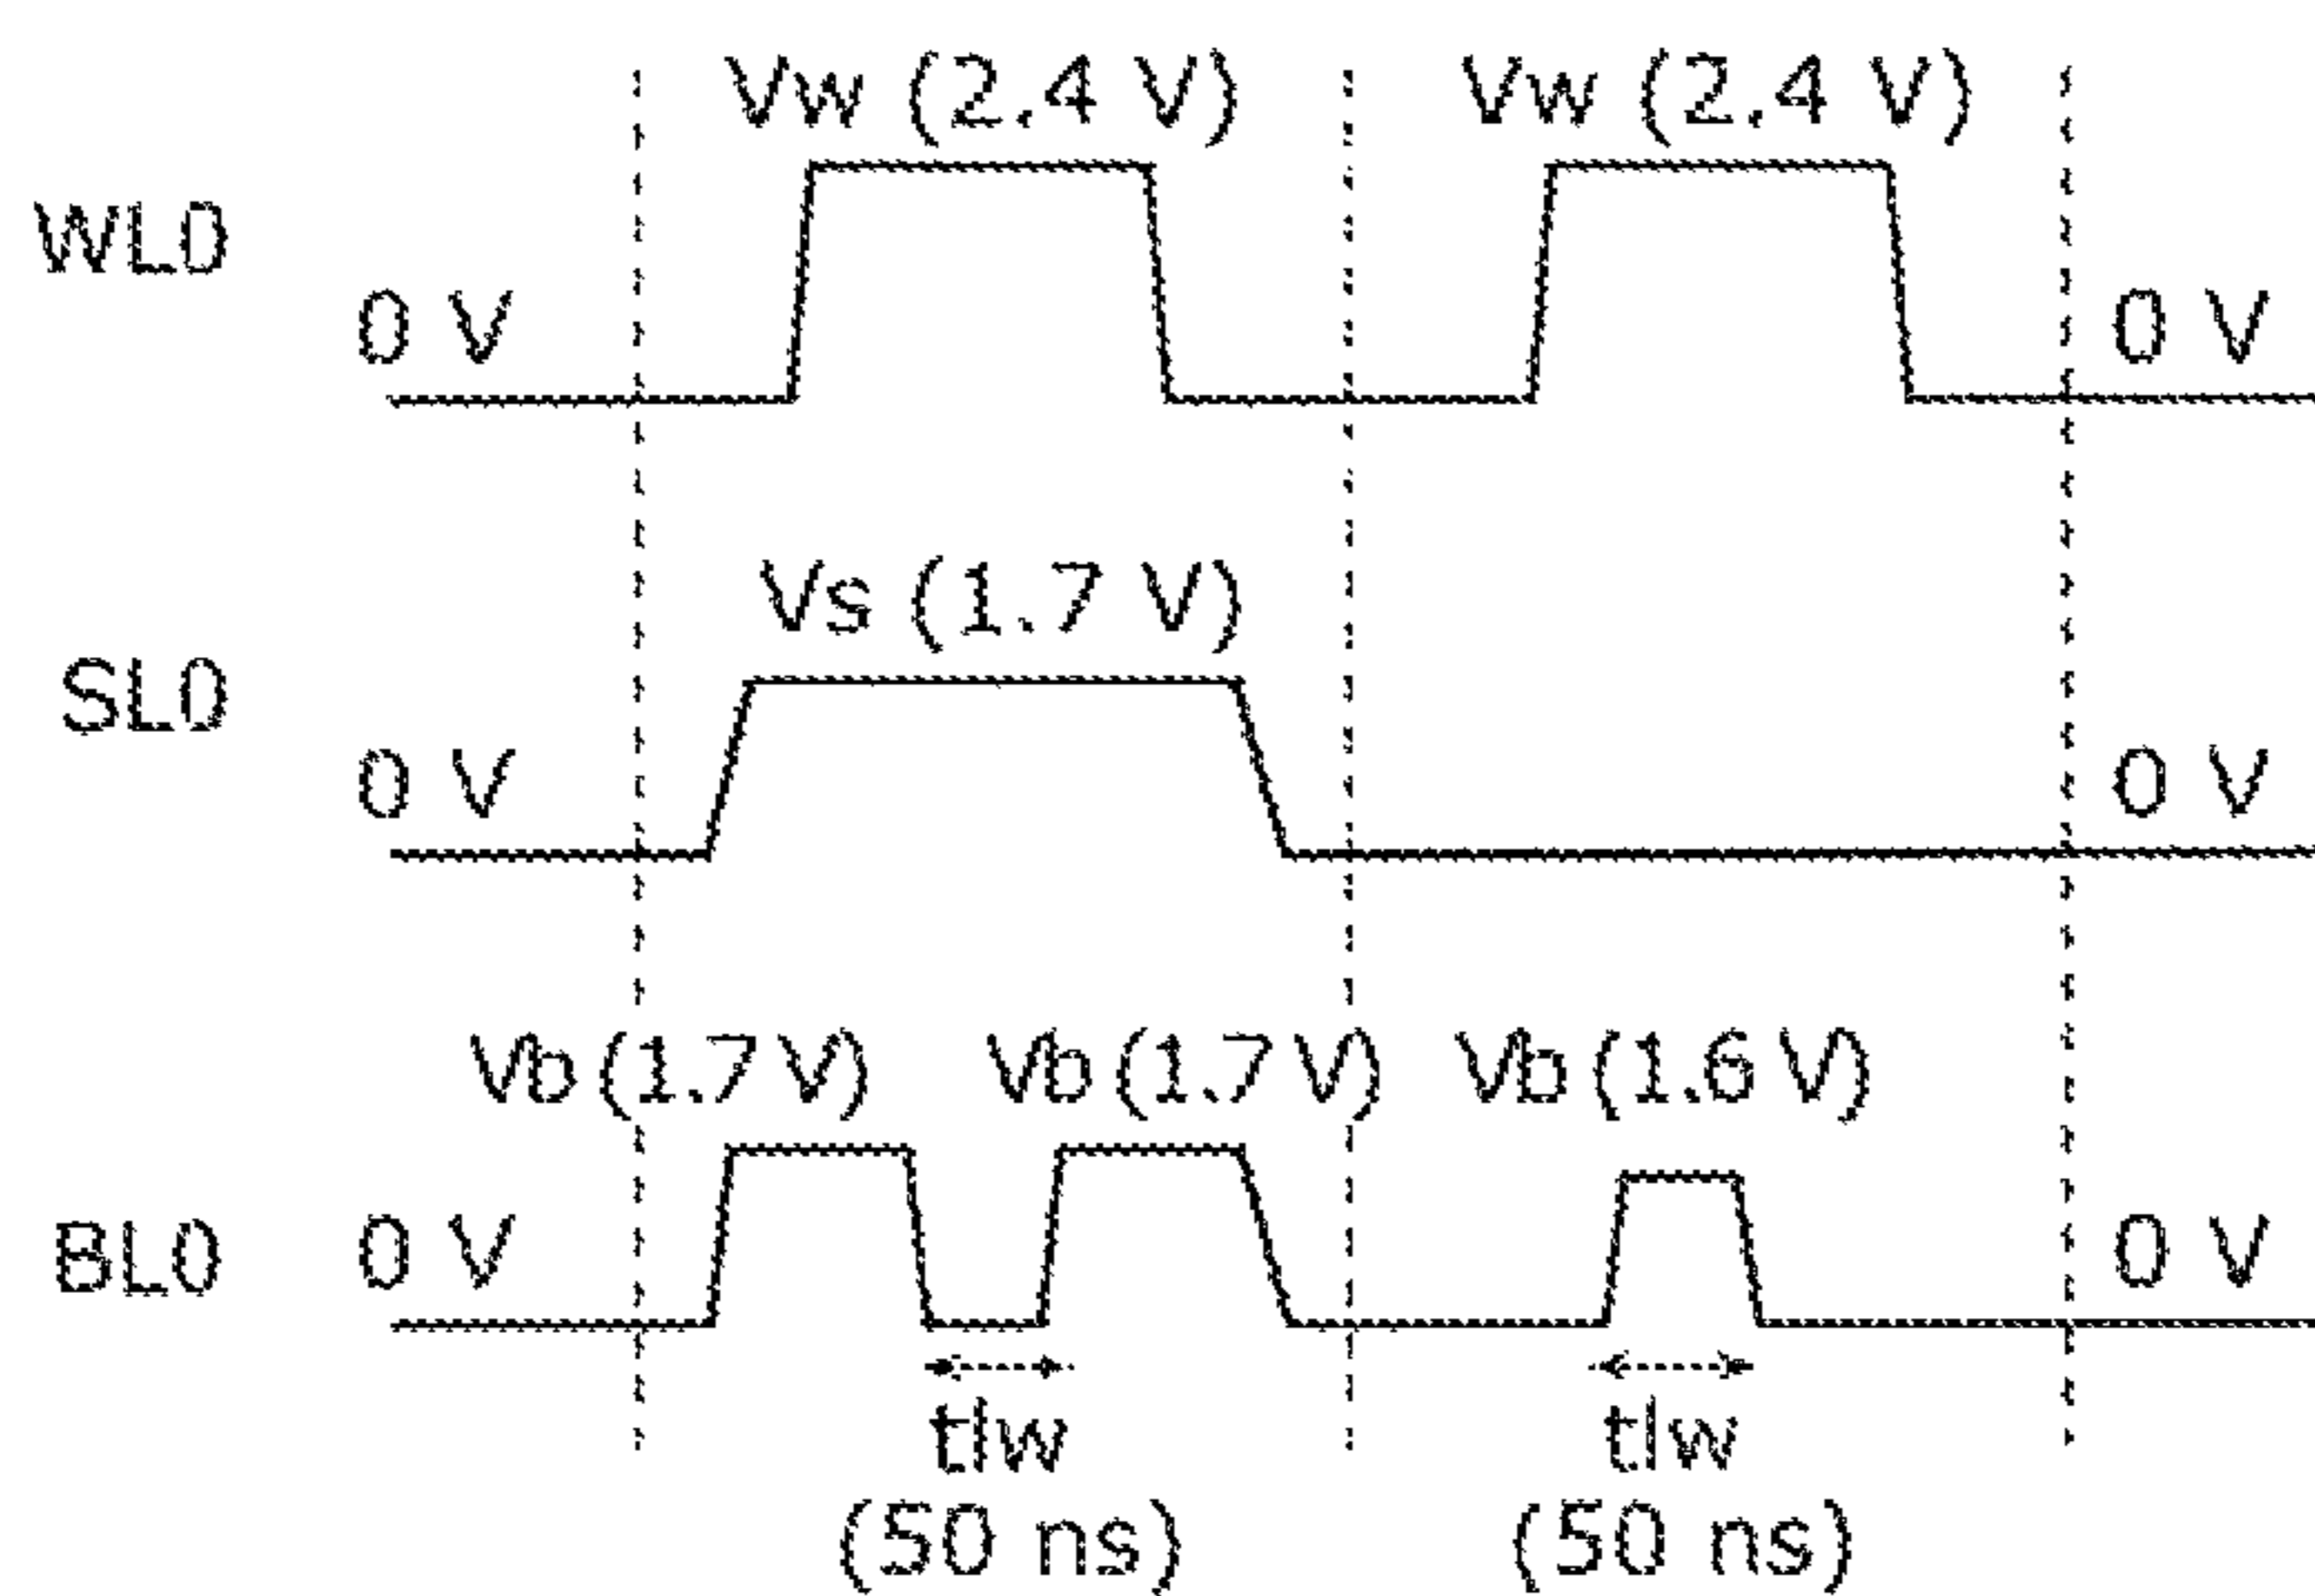 Vw (2.4 V) Vw (2.4 V)
WL0
0 V 0 V
Vs (1.7 V)
SL0
0 V 0 V
Vb (1.7 V) Vb (1.7 V) Vb (1.6 V)
BL0 0 V 0 V
tlw tlw
(50 ns) (50 ns)